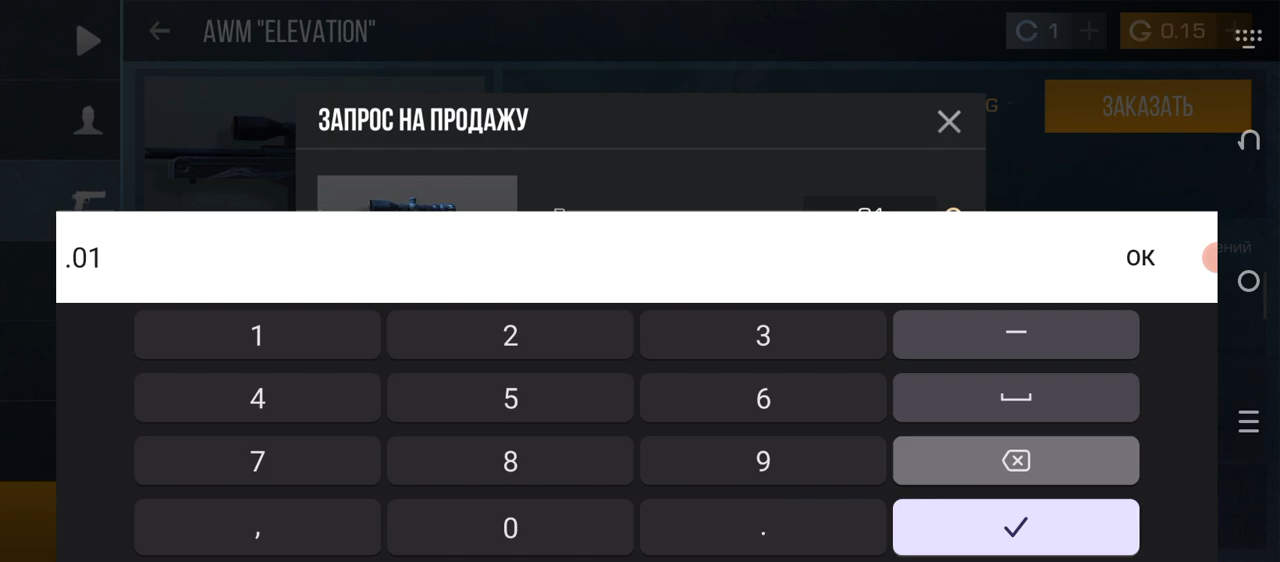 AWM "ELEVATION"
C 1 +
G 0.15
G
ЗАКАЗАТЬ
ЗАПРОС НА ПРОДАЖУ
.01
ОК
ений
1 2 3 –
4 5 6
7 8 9
, 0 .